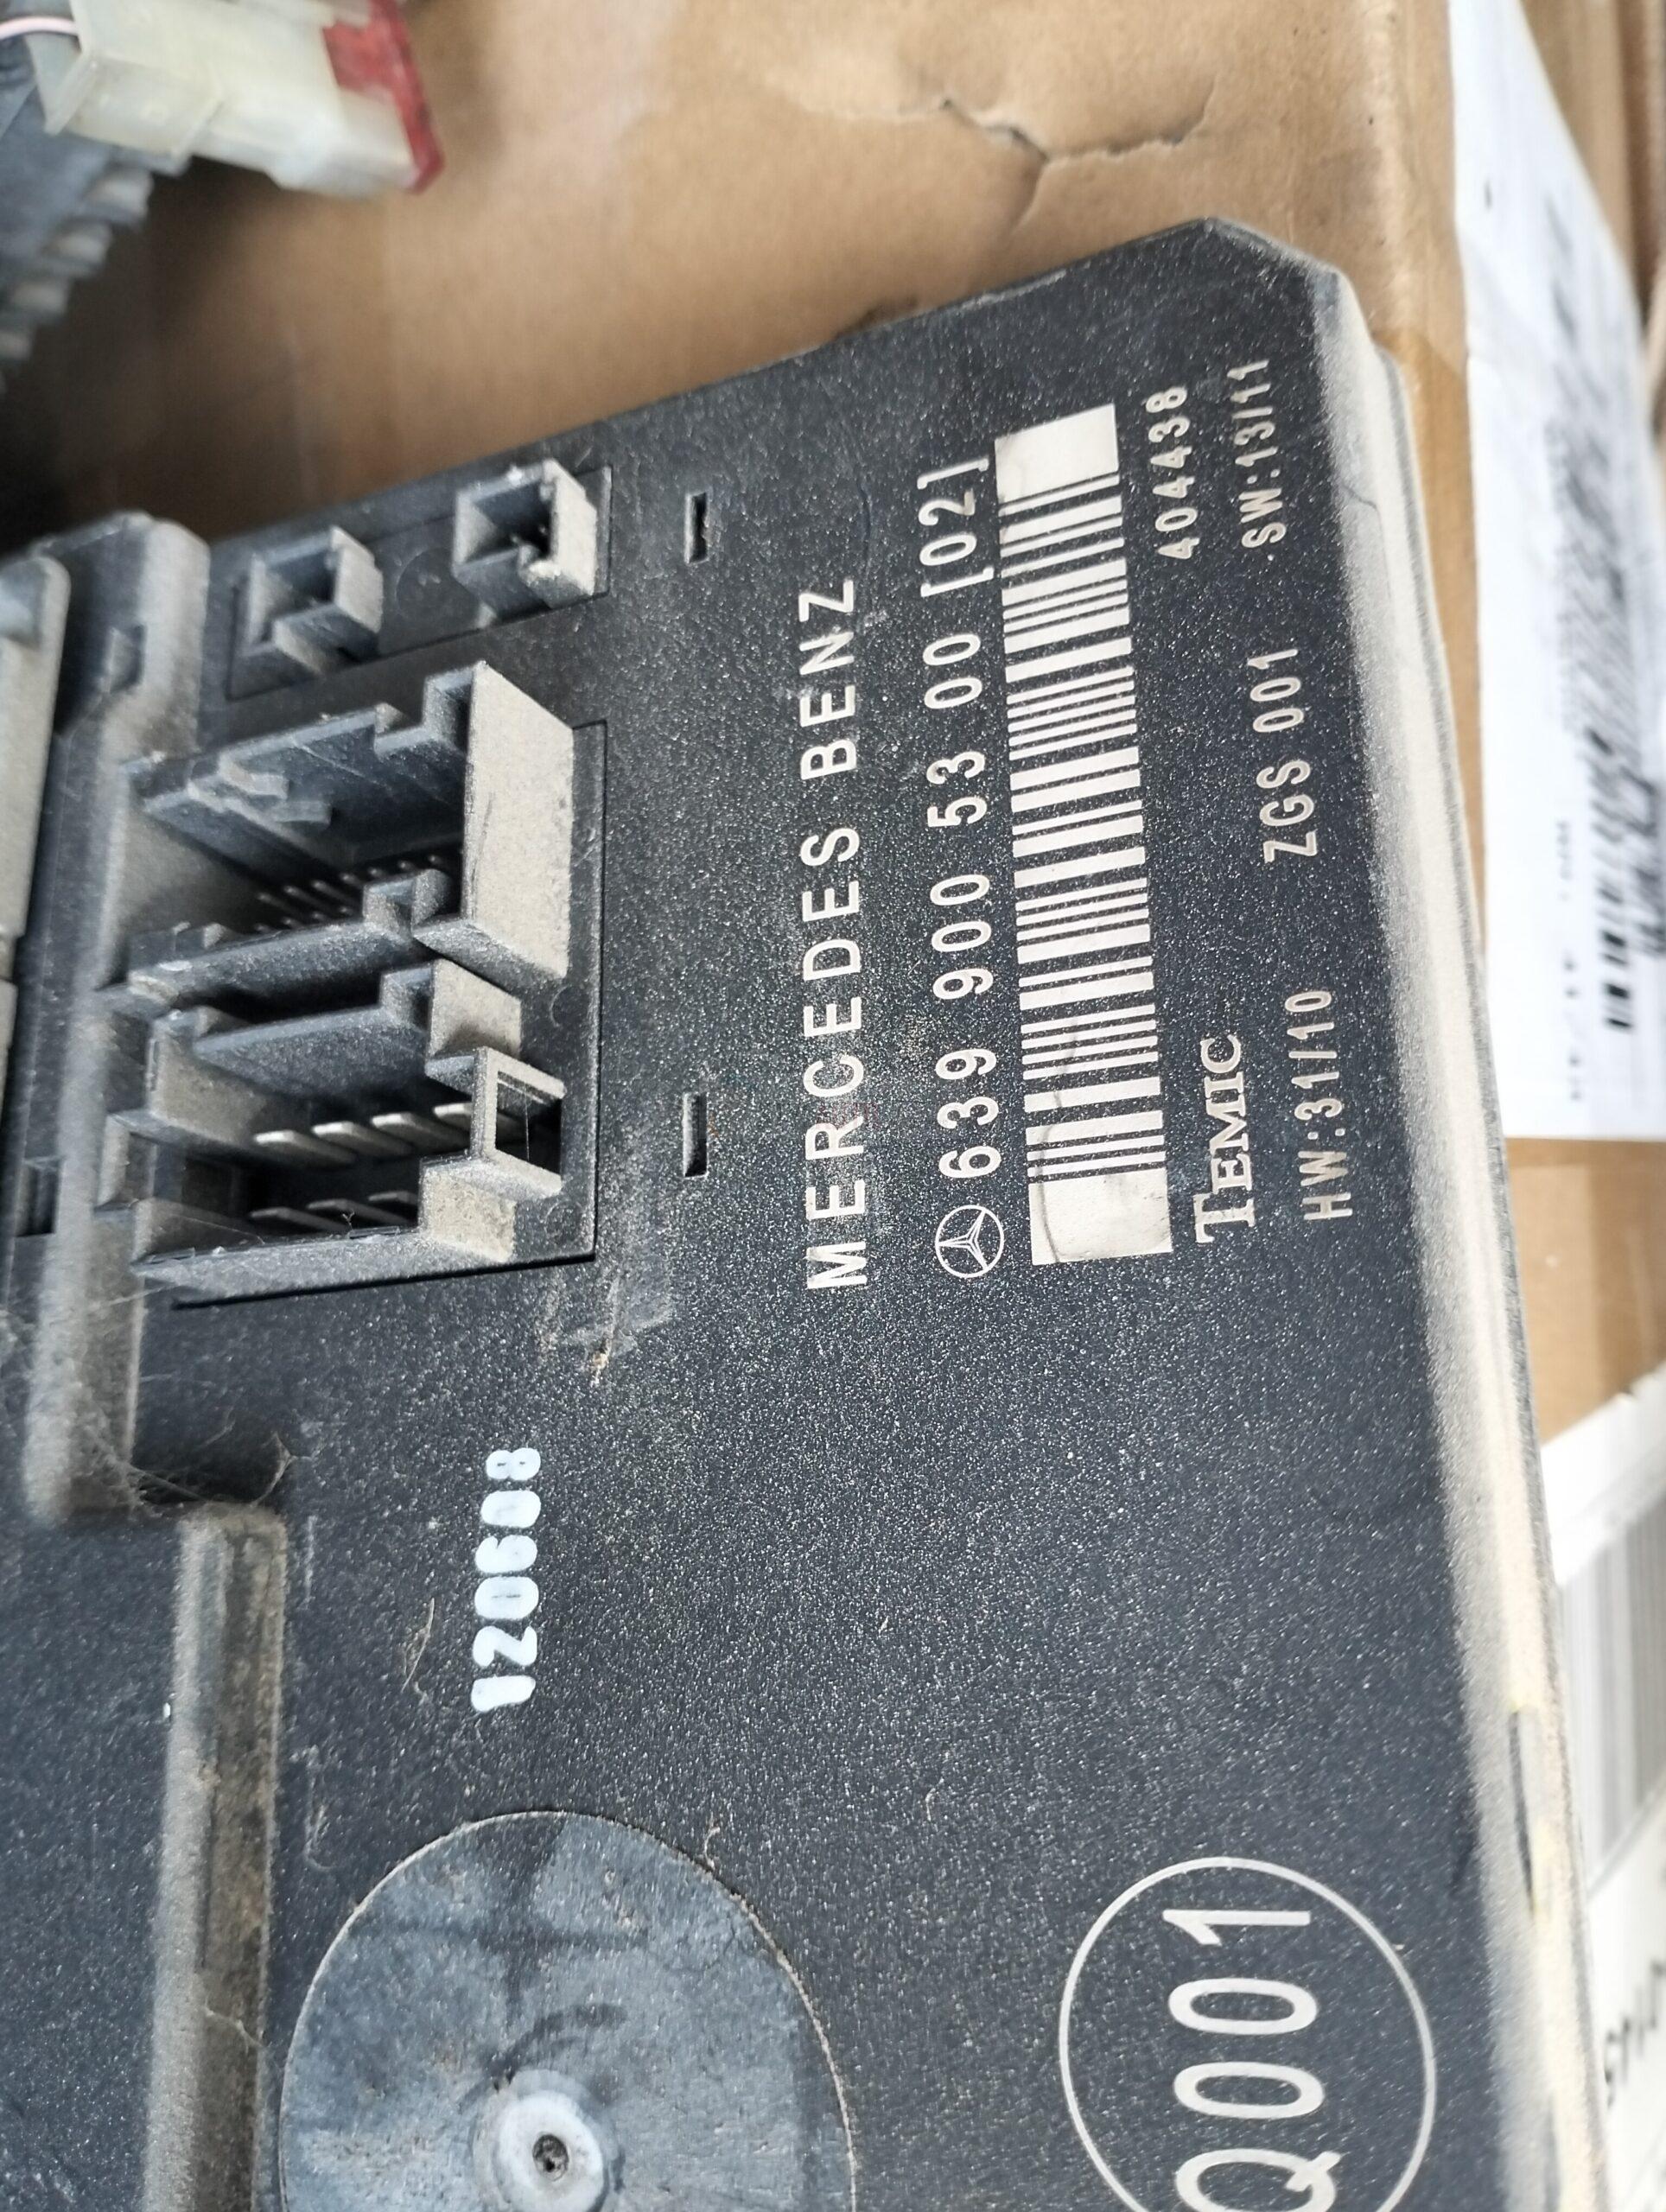 MERCEDES BENZ
639 900 53 00 [02]
404438
TEMIC
HW:31/10 ZGS 001 SW:13/11
120608
Q001